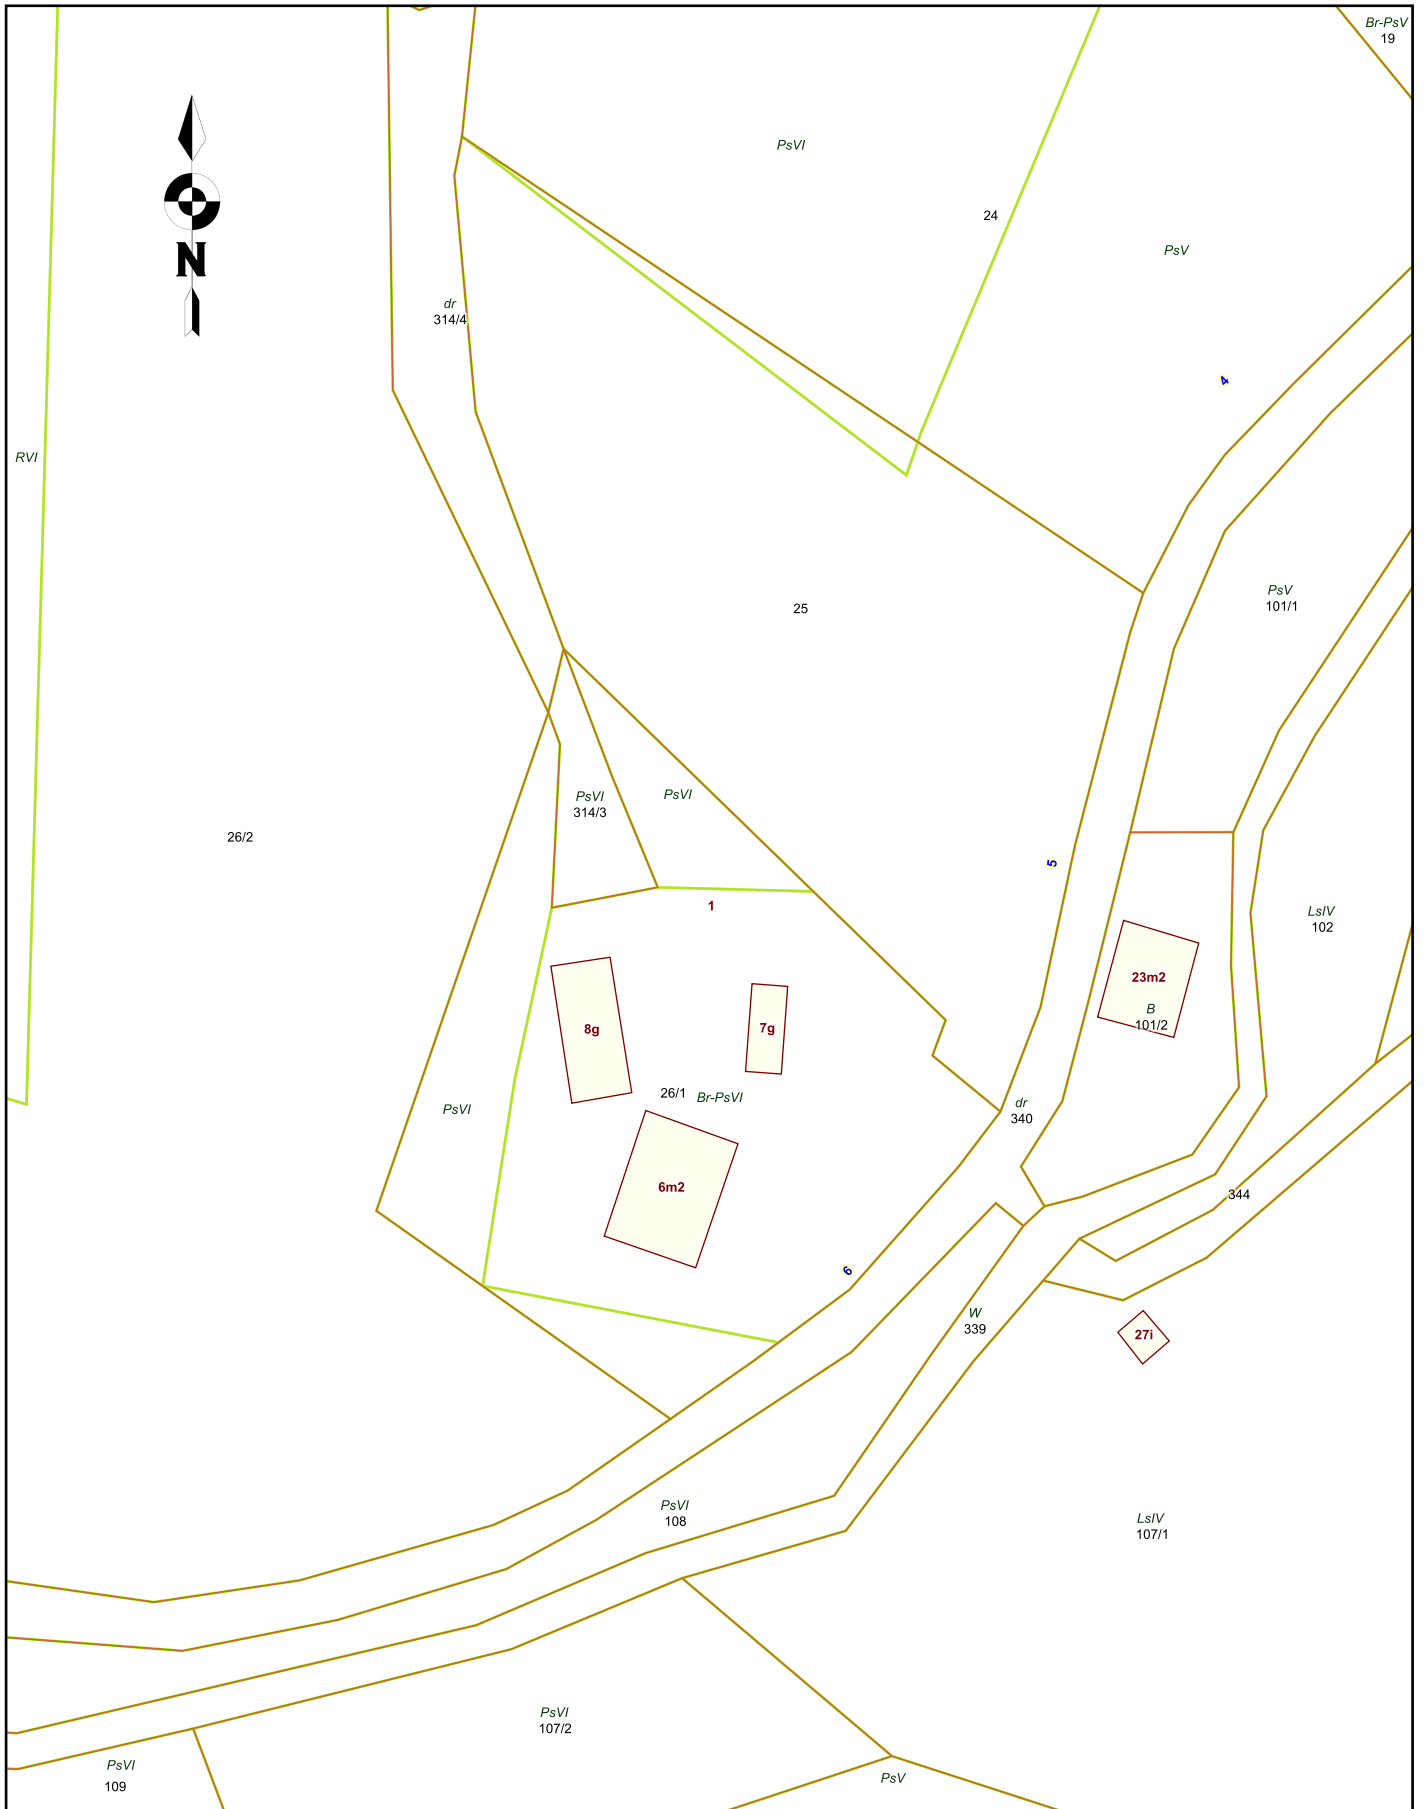 Br-PsV
19
PsVI
24
PsV
N
dr
314/4
4
RVI
PsV
101/1
25
PsVI
314/3
PsVI
26/2
5
1
LsIV
102
23m2
B
101/2
8g
7g
26/1
Br-PsVI
PsVI
dr
340
6m2
344
6
W
339
27i
PsVI
108
LsIV
107/1
PsVI
107/2
PsVI
109
PsV